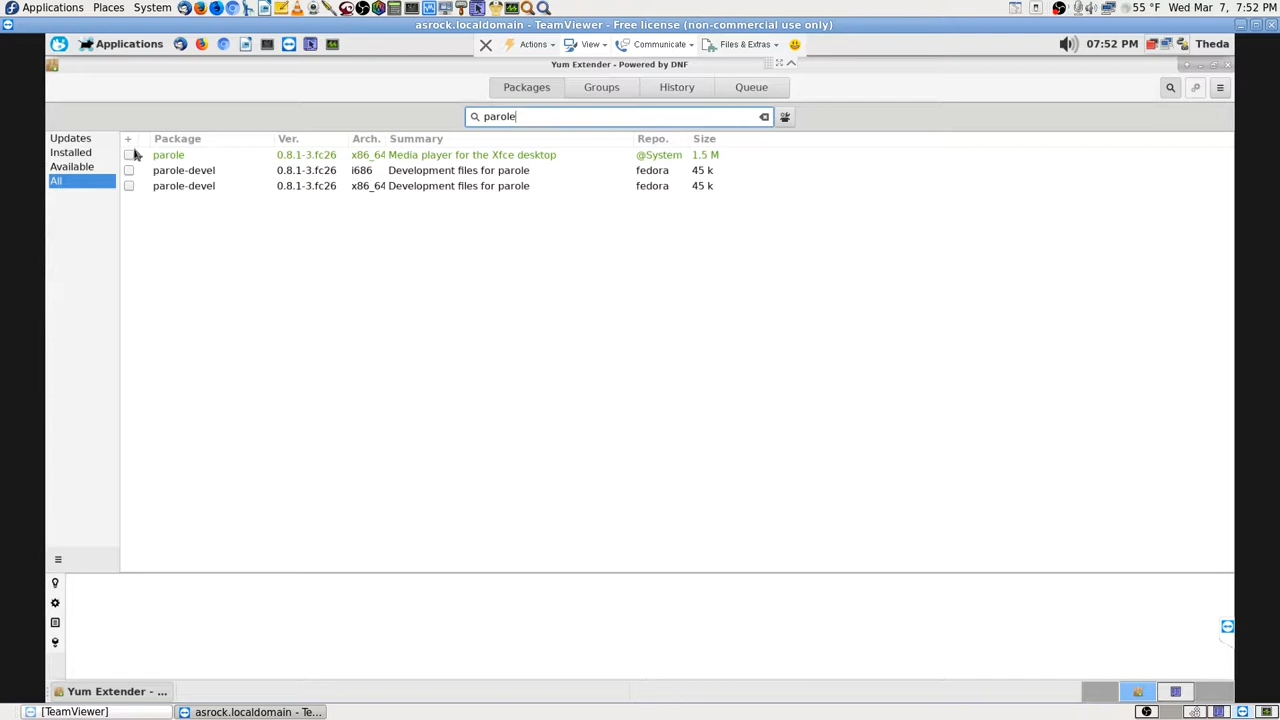 Applications Places System 55 °F Wed Mar 7, 7:52 PM
asrock.localdomain - TeamViewer - Free license (non-commercial use only)
Applications Actions View Communicate Files & Extras 07:52 PM Theda
Yum Extender - Powered by DNF
Packages Groups History Queue
parole
Updates + Package Ver. Arch. Summary Repo. Size
Installed parole 0.8.1-3.fc26 x86_64 Media player for the Xfce desktop @System 1.5 M
Available parole-devel 0.8.1-3.fc26 i686 Development files for parole fedora 45 k
All parole-devel 0.8.1-3.fc26 x86_64 Development files for parole fedora 45 k
Yum Extender - ...
[TeamViewer] asrock.localdomain - Te...